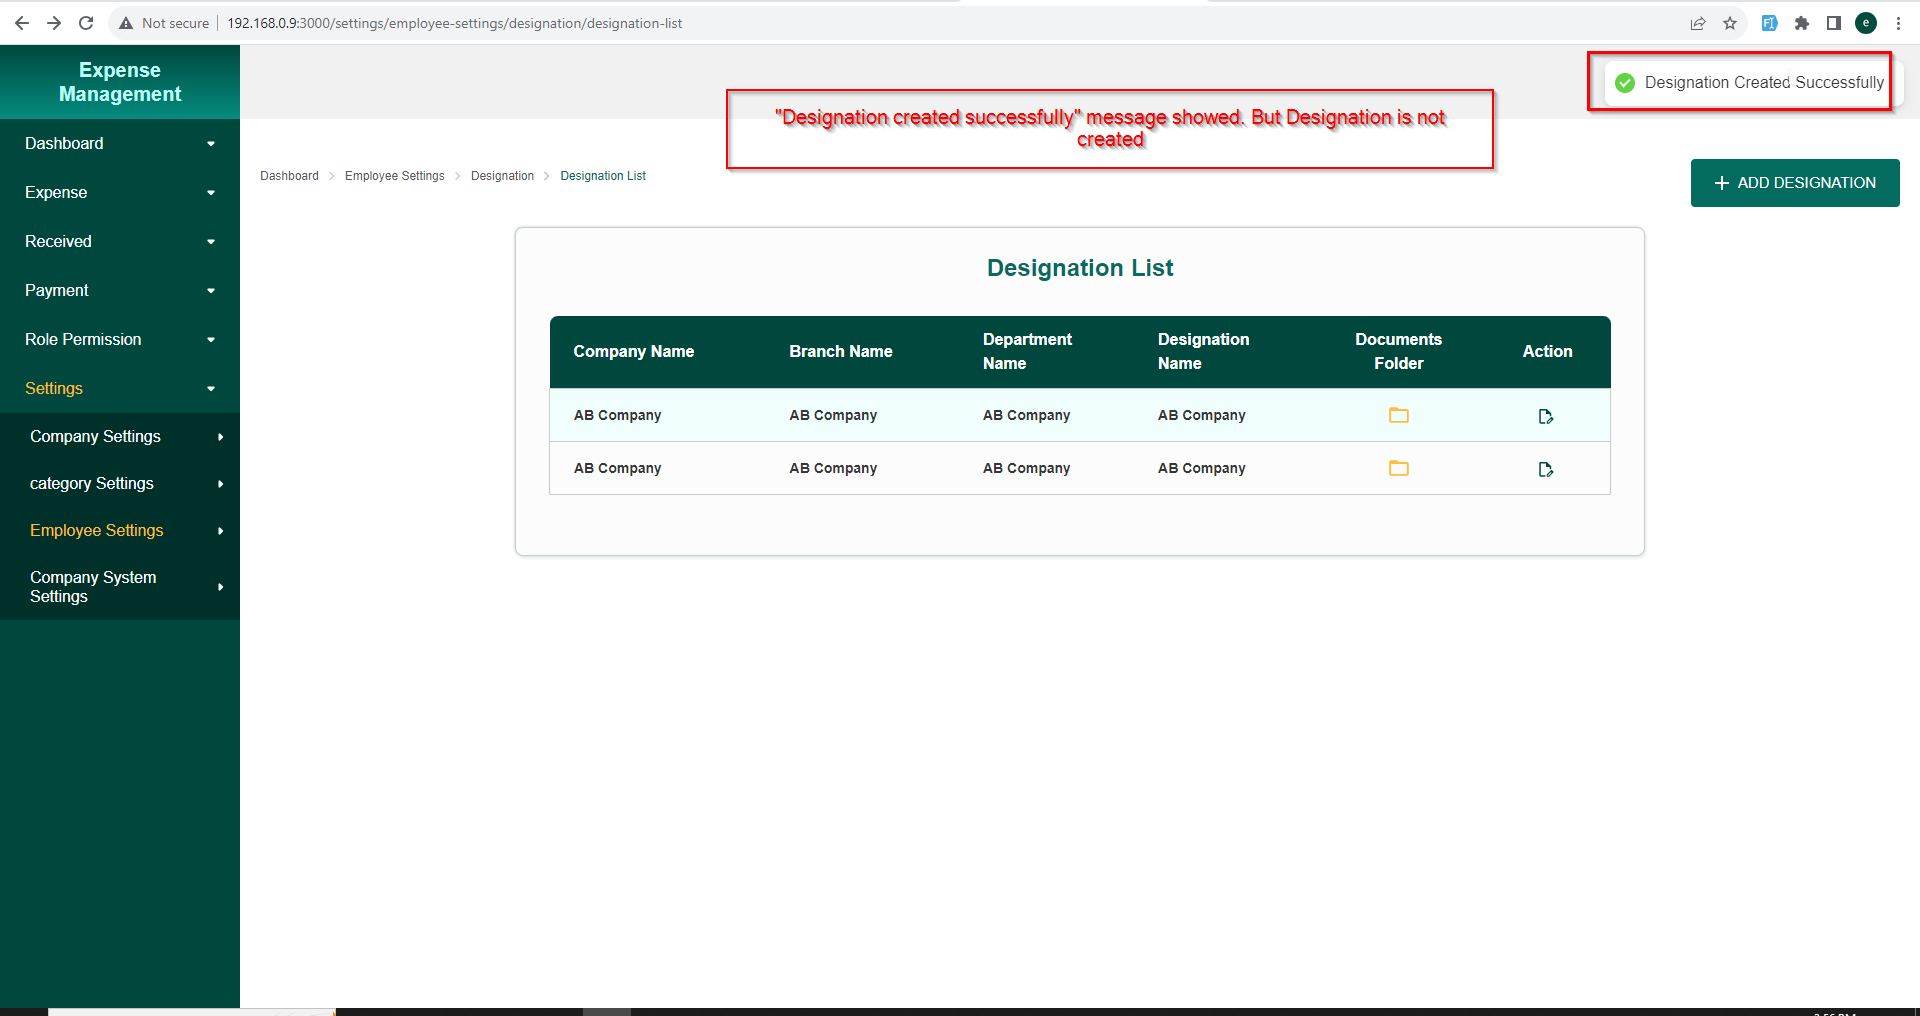 Not secure
192.168.0.9:3000/settings/employee-settings/designation/designation-list
e
Expense
Management
Designation Created Successfully
"Designation created successfully" message showed. But Designation is not
created
Dashboard
Expense
Received
Payment
Role Permission
Settings
Company Settings
category Settings
Employee Settings
Company System
Settings
Dashboard > Employee Settings > Designation > Designation List
+ ADD DESIGNATION
Designation List
Company Name Branch Name Department Name Designation Name Documents Folder Action
AB Company AB Company AB Company AB Company
AB Company AB Company AB Company AB Company